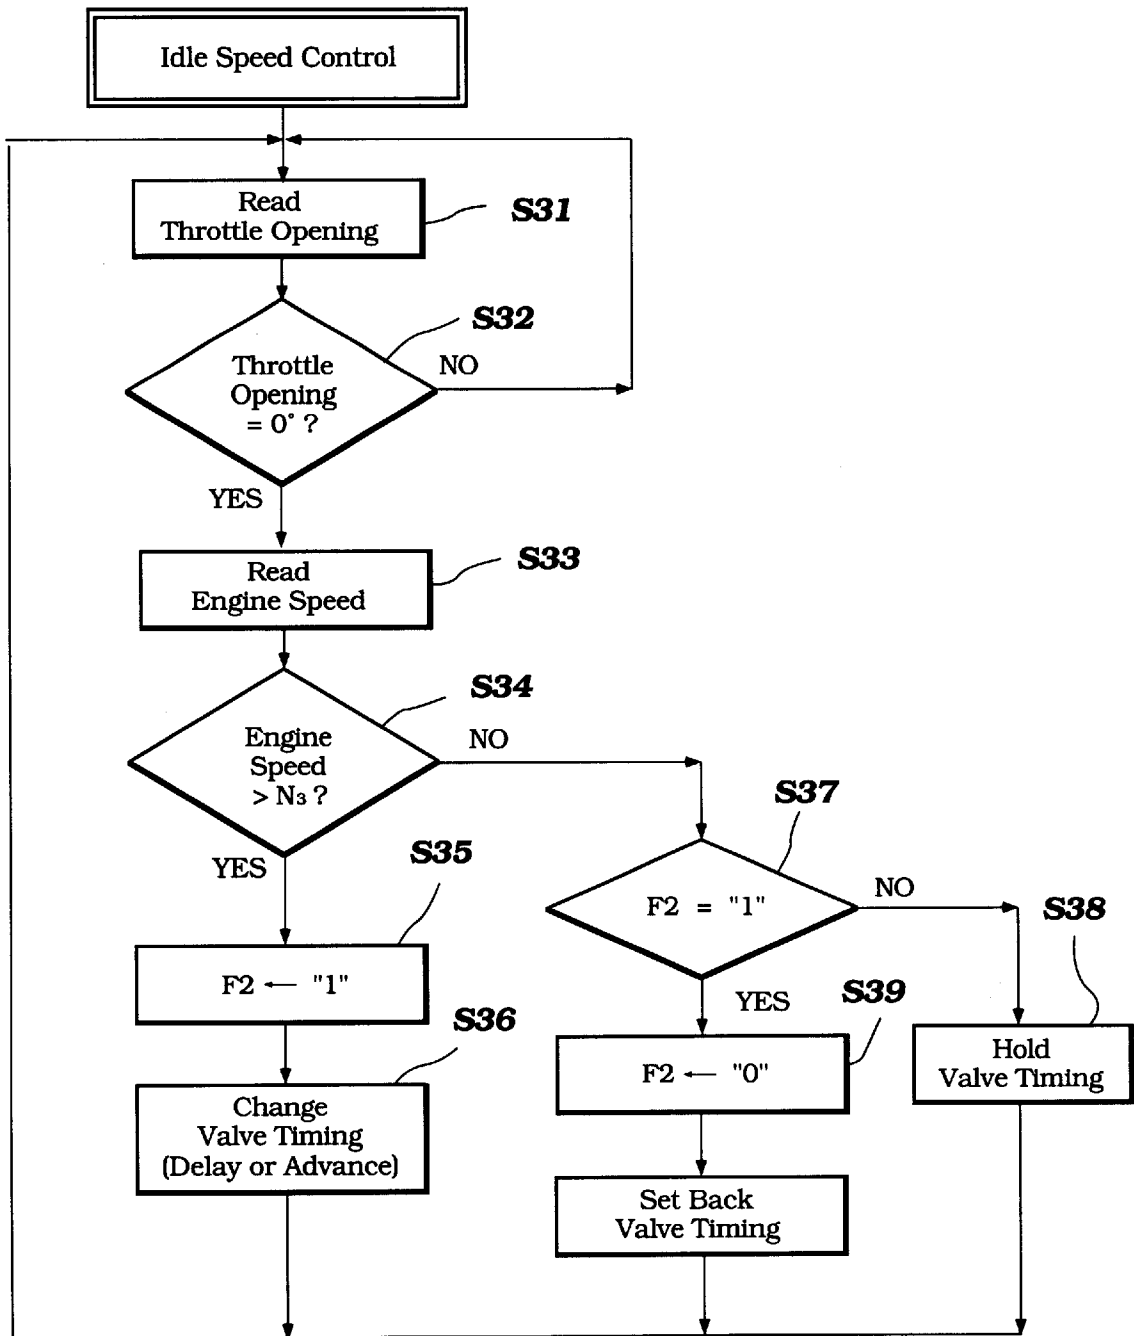 Idle Speed Control
Read
Throttle Opening
S31
S32
Throttle
Opening
= 0° ?
NO
YES
Read
Engine Speed
S33
S34
Engine
Speed
> N₃ ?
NO
YES
S35
S37
F2 = "1"
NO
YES
S38
F2 ← "1"
S36
S39
F2 ← "0"
Hold
Valve Timing
Change
Valve Timing
(Delay or Advance)
Set Back
Valve Timing